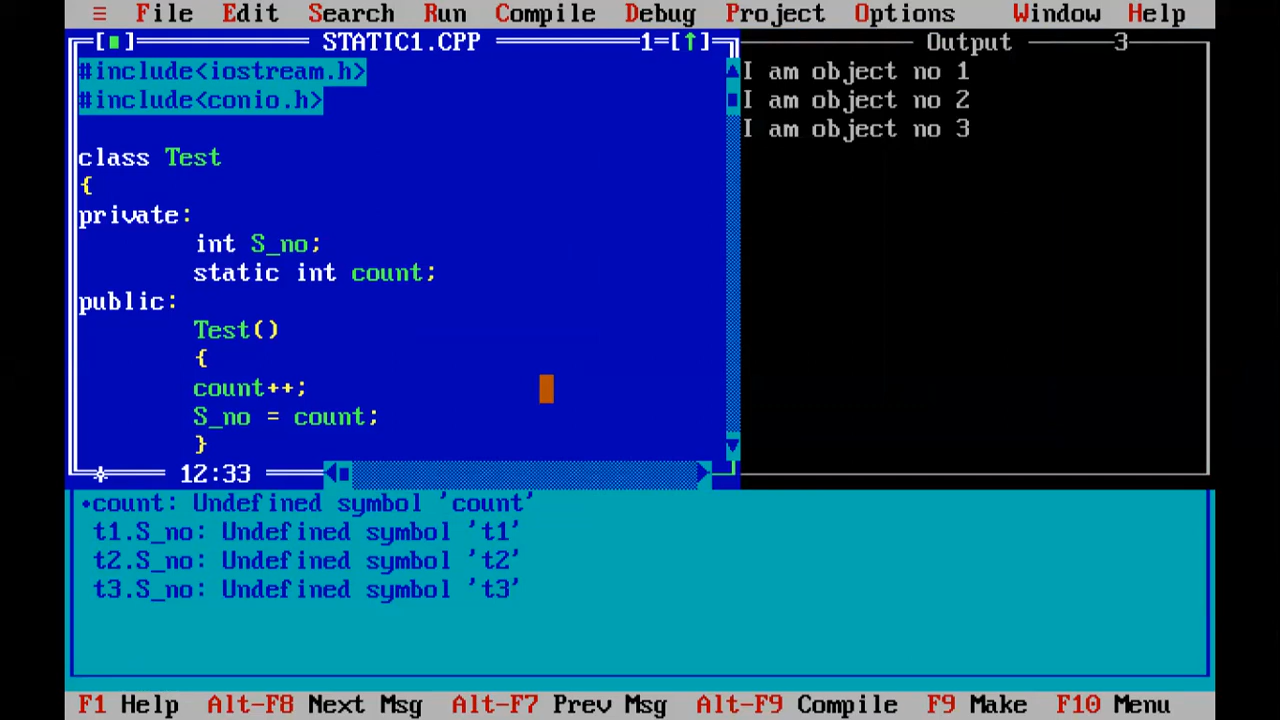 ≡ File Edit Search Run Compile Debug Project Options Window Help
[■] STATIC1.CPP 1=[↑]
Output 3
#include<iostream.h>
#include<conio.h>
class Test
{
private:
int S_no;
static int count;
public:
Test()
{
count++;
S_no = count;
}
12:33
I am object no 1
I am object no 2
I am object no 3
•count: Undefined symbol 'count'
t1.S_no: Undefined symbol 't1'
t2.S_no: Undefined symbol 't2'
t3.S_no: Undefined symbol 't3'
F1 Help Alt-F8 Next Msg Alt-F7 Prev Msg Alt-F9 Compile F9 Make F10 Menu